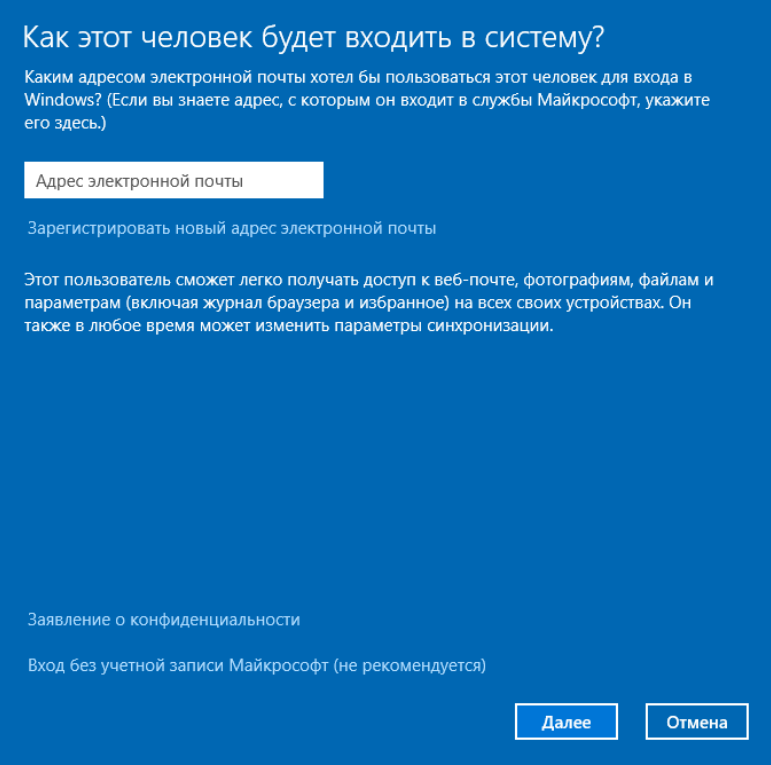 Как этот человек будет входить в систему?
Каким адресом электронной почты хотел бы пользоваться этот человек для входа в
Windows? (Если вы знаете адрес, с которым он входит в службы Майкрософт, укажите
его здесь.)
Адрес электронной почты
Зарегистрировать новый адрес электронной почты
Этот пользователь сможет легко получать доступ к веб-почте, фотографиям, файлам и
параметрам (включая журнал браузера и избранное) на всех своих устройствах. Он
также в любое время может изменить параметры синхронизации.
Заявление о конфиденциальности
Вход без учетной записи Майкрософт (не рекомендуется)
Далее
Отмена